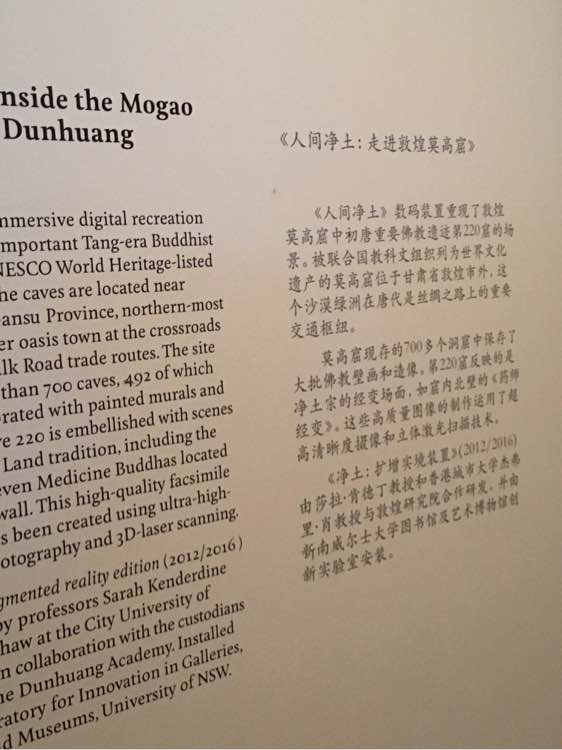 nside the Mogao
Dunhuang
mmersive digital recreation
important Tang-era Buddhist
NESCO World Heritage-listed
he caves are located near
ansu Province, northern-most
er oasis town at the crossroads
lk Road trade routes. The site
than 700 caves, 492 of which
rated with painted murals and
e 220 is embellished with scenes
Land tradition, including the
even Medicine Buddhas located
wall. This high-quality facsimile
s been created using ultra-high-
otography and 3D-laser scanning.
gmented reality edition (2012/2016)
by professors Sarah Kenderdine
haw at the City University of
n collaboration with the custodians
he Dunhuang Academy. Installed
ratory for Innovation in Galleries,
d Museums, University of NSW.
《人间净土：走进敦煌莫高窟》
《人间净土》数码装置重现了敦煌
莫高窟中初唐重要佛教遗迹第220窟的场
景。被联合国教科文组织列为世界文化
遗产的莫高窟位于甘肃省敦煌市外，这
个沙漠绿洲在唐代是丝绸之路上的重要
交通枢纽。
莫高窟现存的700多个洞窟中保存了
大批佛教壁画和造像。第220窟反映的是
净土宗的经变场面，如窟内北壁的《药师
经变》。这些高质量图像的制作运用了超
高清晰度摄像和立体激光扫描技术。
《净土：扩增实境装置》(2012/2016)
由莎拉·肯德丁教授和香港城市大学杰弗
里·肖教授与敦煌研究院合作研发，并由
新南威尔士大学图书馆及艺术博物馆创
新实验室安装。